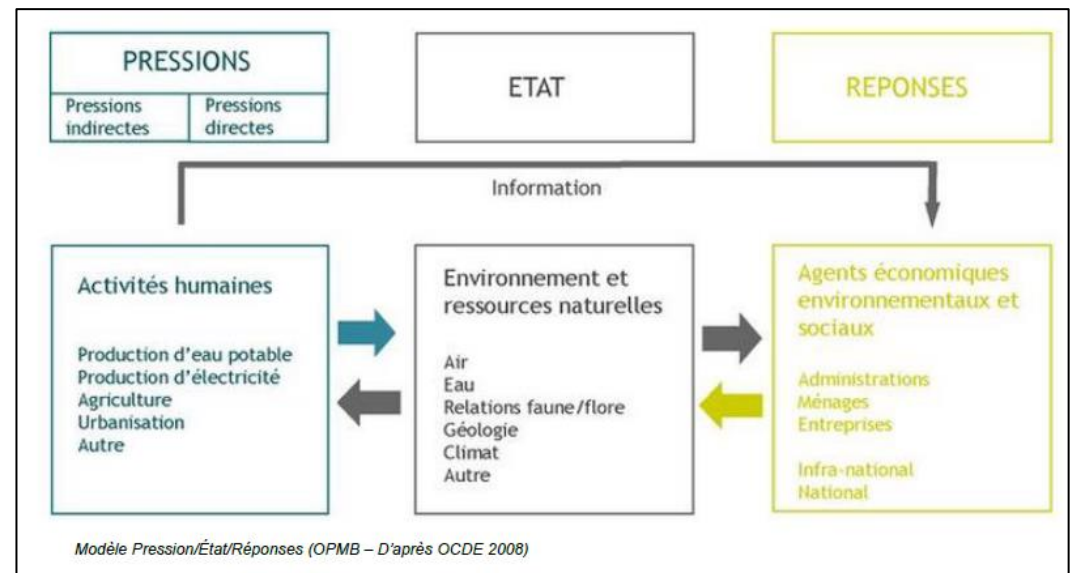 PRESSIONS
Pressions
indirectes
Pressions
directes
ETAT
REPONSES
Information
Activités humaines
Production d'eau potable
Production d'électricité
Agriculture
Urbanisation
Autre
Environnement et
ressources naturelles
Air
Eau
Relations faune/flore
Géologie
Climat
Autre
Agents économiques
environnementaux et
sociaux
Administrations
Ménages
Entreprises
Infra-national
National
Modèle Pression/État/Réponses (OPMB – D'après OCDE 2008)